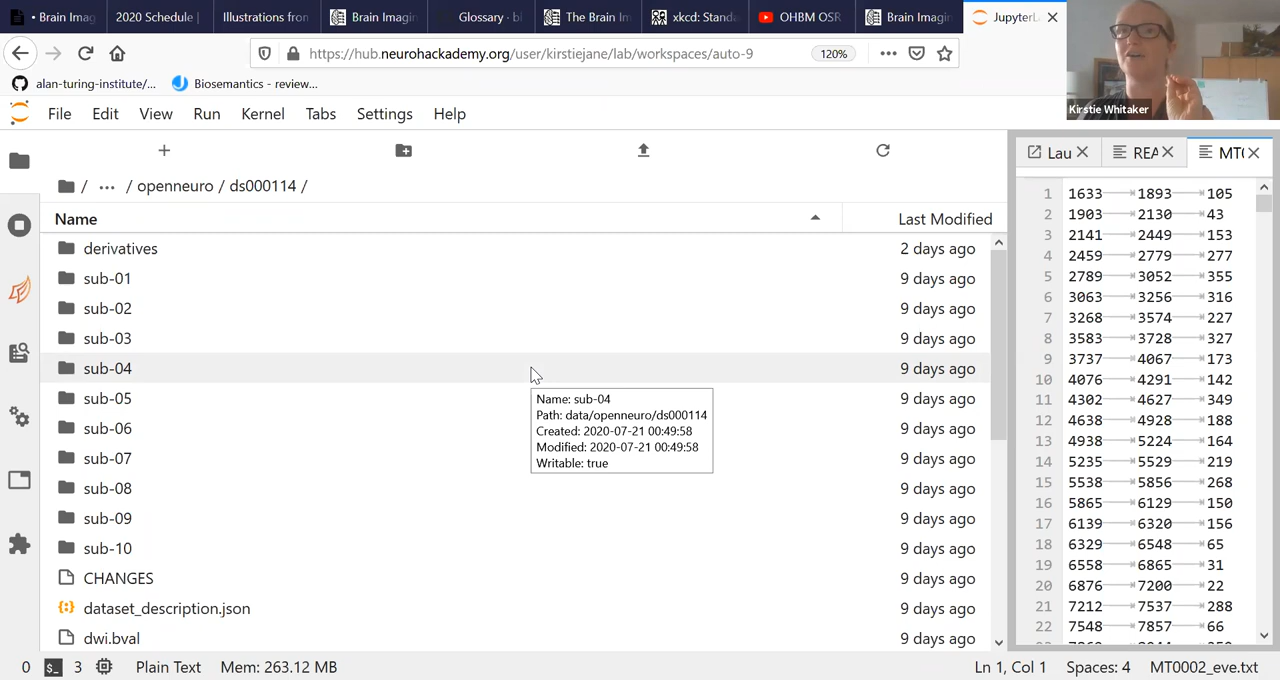 • Brain Imag
2020 Schedule |
Illustrations fron
Brain Imagin
Glossary · bl
The Brain Im
xkcd: Standa
OHBM OSR
Brain Imagin
JupyterLa
https://hub.neurohackademy.org/user/kirstiejane/lab/workspaces/auto-9
120%
alan-turing-institute/...
Biosemantics - review...
Kirstie Whitaker
File Edit View Run Kernel Tabs Settings Help
/ ... / openneuro / ds000114 /
Name Last Modified
derivatives 2 days ago
sub-01 9 days ago
sub-02 9 days ago
sub-03 9 days ago
sub-04 9 days ago
sub-05 9 days ago
sub-06 9 days ago
sub-07 9 days ago
sub-08 9 days ago
sub-09 9 days ago
sub-10 9 days ago
CHANGES 9 days ago
dataset_description.json 9 days ago
dwi.bval 9 days ago
Name: sub-04
Path: data/openneuro/ds000114
Created: 2020-07-21 00:49:58
Modified: 2020-07-21 00:49:58
Writable: true
Lau
REA
MT0
1 1633 1893 105
2 1903 2130 43
3 2141 2449 153
4 2459 2779 277
5 2789 3052 355
6 3063 3256 316
7 3268 3574 227
8 3583 3728 327
9 3737 4067 173
10 4076 4291 142
11 4302 4627 349
12 4638 4928 188
13 4938 5224 164
14 5235 5529 219
15 5538 5856 268
16 5865 6129 150
17 6139 6320 156
18 6329 6548 65
19 6558 6865 31
20 6876 7200 22
21 7212 7537 288
22 7548 7857 66
0 $_ 3 Plain Text Mem: 263.12 MB
Ln 1, Col 1 Spaces: 4 MT0002_eve.txt